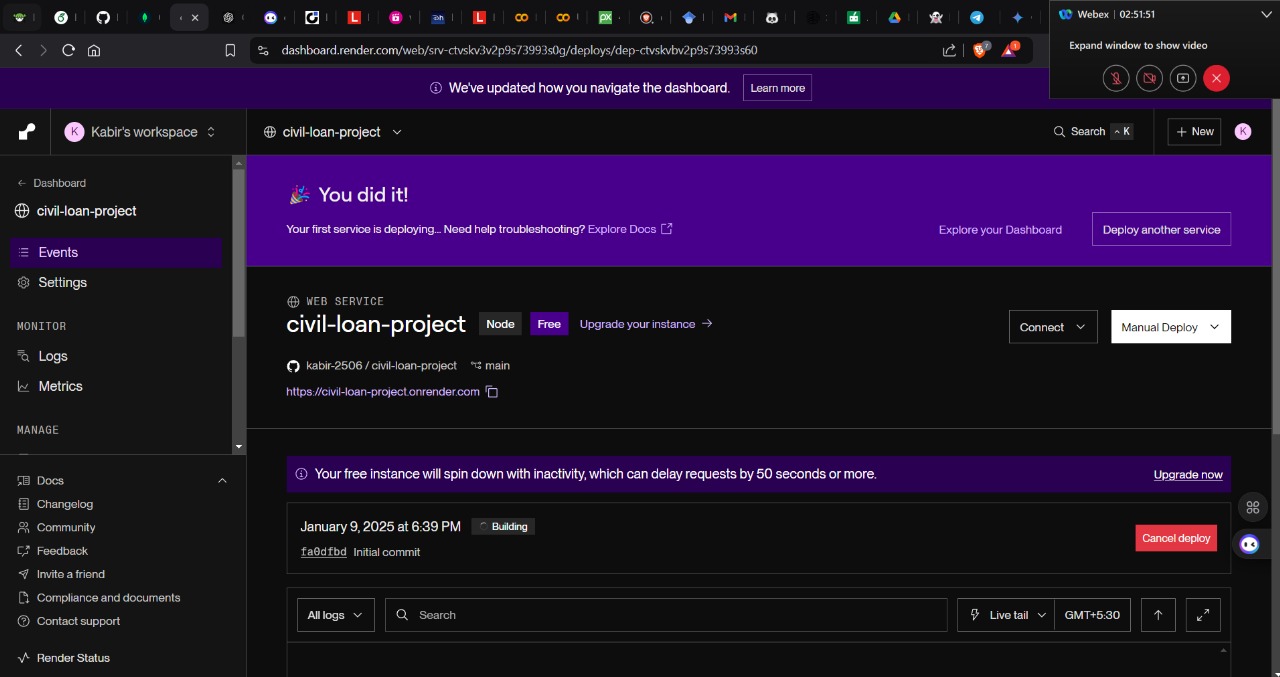 dashboard.render.com/web/srv-ctvskv3v2p9s73993s0g/deploys/dep-ctvskbvbv2p9s73993s60
Webex | 02:51:51
Expand window to show video
We've updated how you navigate the dashboard. Learn more
K Kabir's workspace
civil-loan-project
Search ^ K
+ New
K
← Dashboard
civil-loan-project
Events
Settings
MONITOR
Logs
Metrics
MANAGE
Docs
Changelog
Community
Feedback
Invite a friend
Compliance and documents
Contact support
Render Status
You did it!
Your first service is deploying... Need help troubleshooting? Explore Docs
Explore your Dashboard
Deploy another service
WEB SERVICE
civil-loan-project Node Free Upgrade your instance →
Connect
Manual Deploy
kabir-2506 / civil-loan-project main
https://civil-loan-project.onrender.com
Your free instance will spin down with inactivity, which can delay requests by 50 seconds or more. Upgrade now
January 9, 2025 at 6:39 PM Building
fa0dfbd Initial commit
Cancel deploy
All logs
Search
Live tail
GMT+5:30